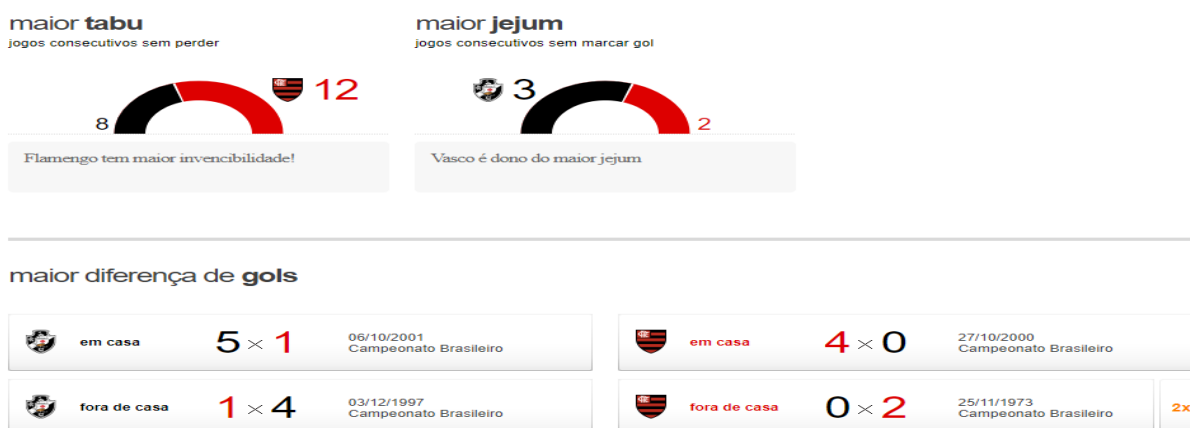 maior tabu
jogos consecutivos sem perder
12
8
Flamengo tem maior invencibilidade!
maior jejum
jogos consecutivos sem marcar gol
3
2
Vasco é dono do maior jejum
maior diferença de gols
em casa 5 × 1 06/10/2001
Campeonato Brasileiro
em casa 4 × 0 27/10/2000
Campeonato Brasileiro
fora de casa 1 × 4 03/12/1997
Campeonato Brasileiro
fora de casa 0 × 2 25/11/1973
Campeonato Brasileiro
2x